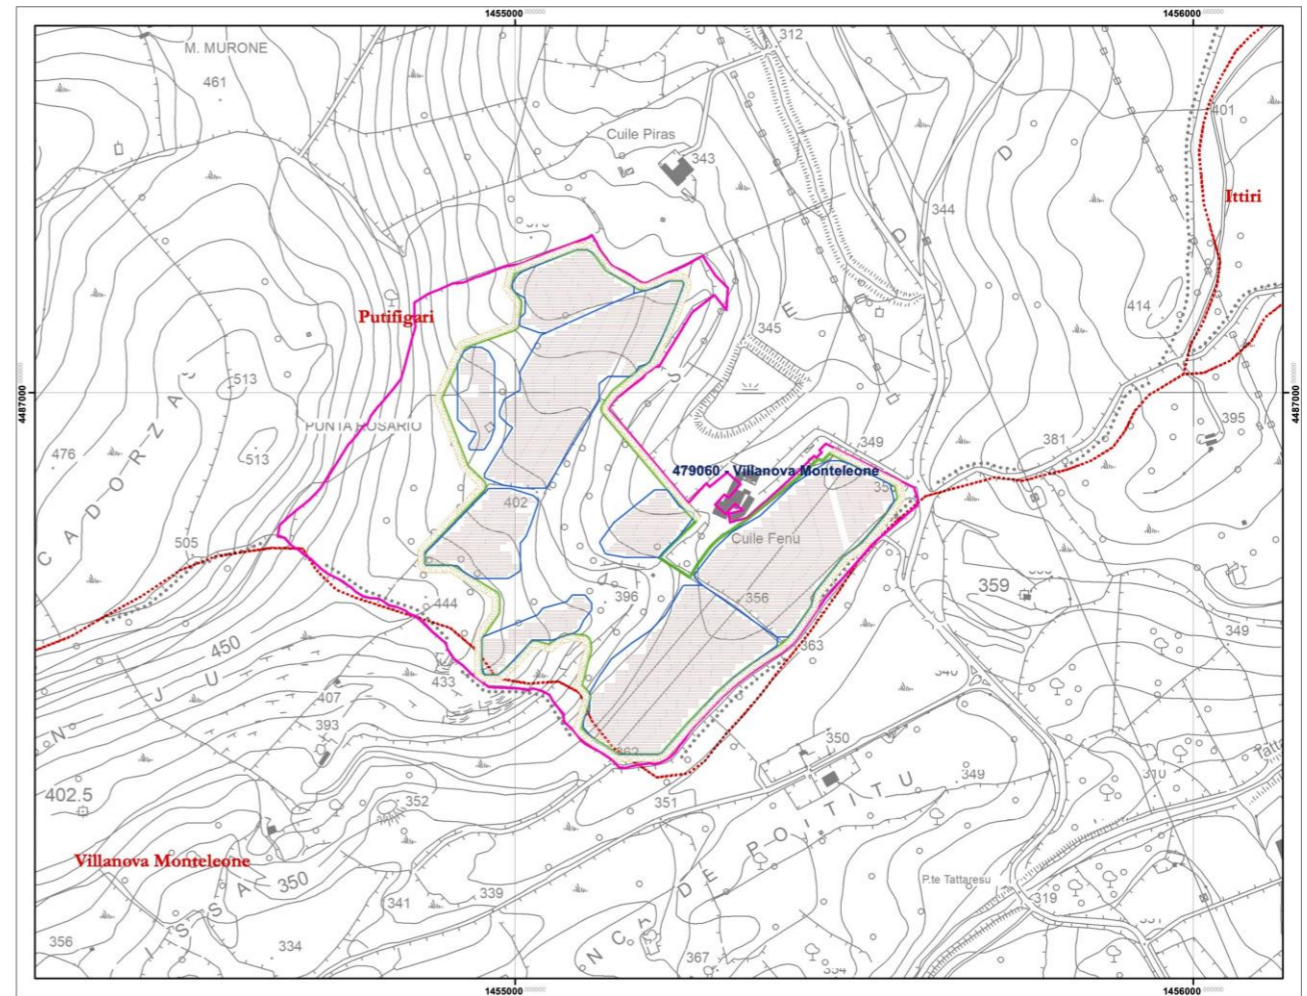 1455000
1456000
M. MURONE
312
461
401
Cuile Piras
343
D
Ittiri
344
D
414
Putifigari
345
E
4487000
4487000
S
513
S
A
PUNTA ROSARIO
395
Z
381
349
476
513
R
479060 - Villanova Monteleone
O
402
D
Cuile Fenu
A
505
C
359
396
356
444
349
450
363
U
433
J
407
393
N
350
349
310
402.5
352
351
U
T
I
T
I
O
P
Villanova Monteleone
350
E
D
P.te Tattaresu
A
339
319
S
341
A
S
C
I
356
334
N
367
1455000
1456000